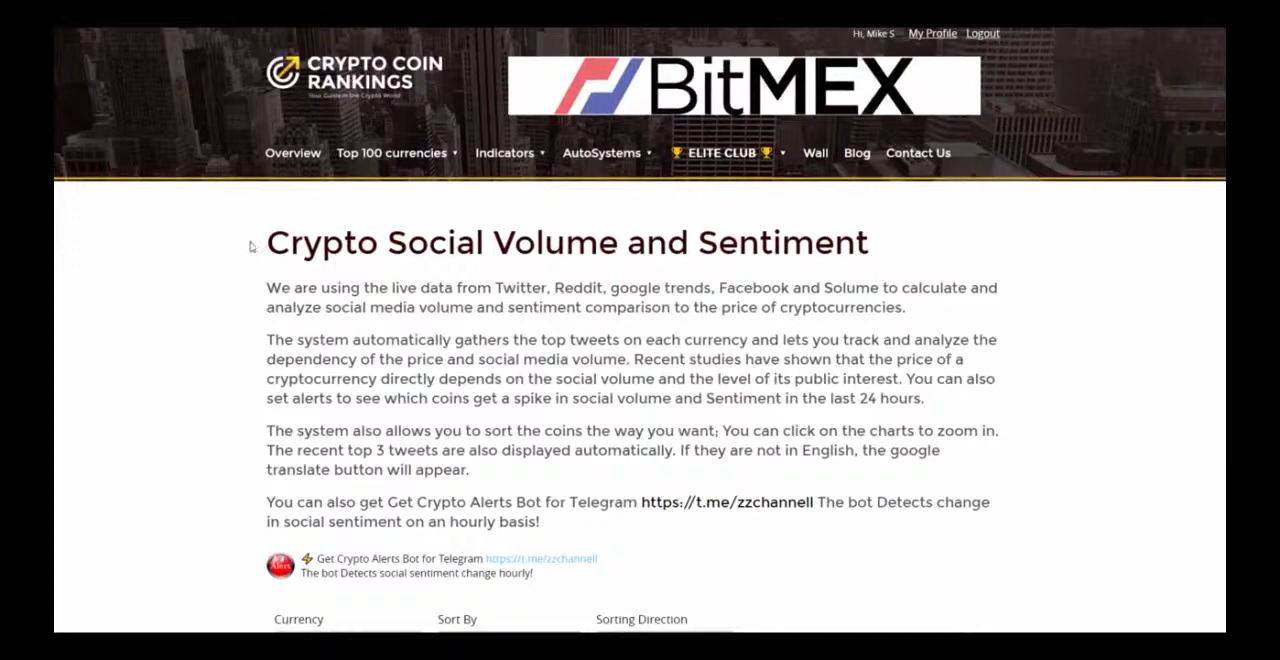 Hi, Mike S My Profile Logout
CRYPTO COIN
RANKINGS
Your Guide in the Crypto World
BitMEX
Overview Top 100 currencies Indicators AutoSystems ELITE CLUB Wall Blog Contact Us
Crypto Social Volume and Sentiment
We are using the live data from Twitter, Reddit, google trends, Facebook and Solume to calculate and
analyze social media volume and sentiment comparison to the price of cryptocurrencies.
The system automatically gathers the top tweets on each currency and lets you track and analyze the
dependency of the price and social media volume. Recent studies have shown that the price of a
cryptocurrency directly depends on the social volume and the level of its public interest. You can also
set alerts to see which coins get a spike in social volume and Sentiment in the last 24 hours.
The system also allows you to sort the coins the way you want; You can click on the charts to zoom in.
The recent top 3 tweets are also displayed automatically. If they are not in English, the google
translate button will appear.
You can also get Get Crypto Alerts Bot for Telegram https://t.me/zzchannell The bot Detects change
in social sentiment on an hourly basis!
Alert
Get Crypto Alerts Bot for Telegram https://t.me/zzchannell
The bot Detects social sentiment change hourly!
Currency Sort By Sorting Direction